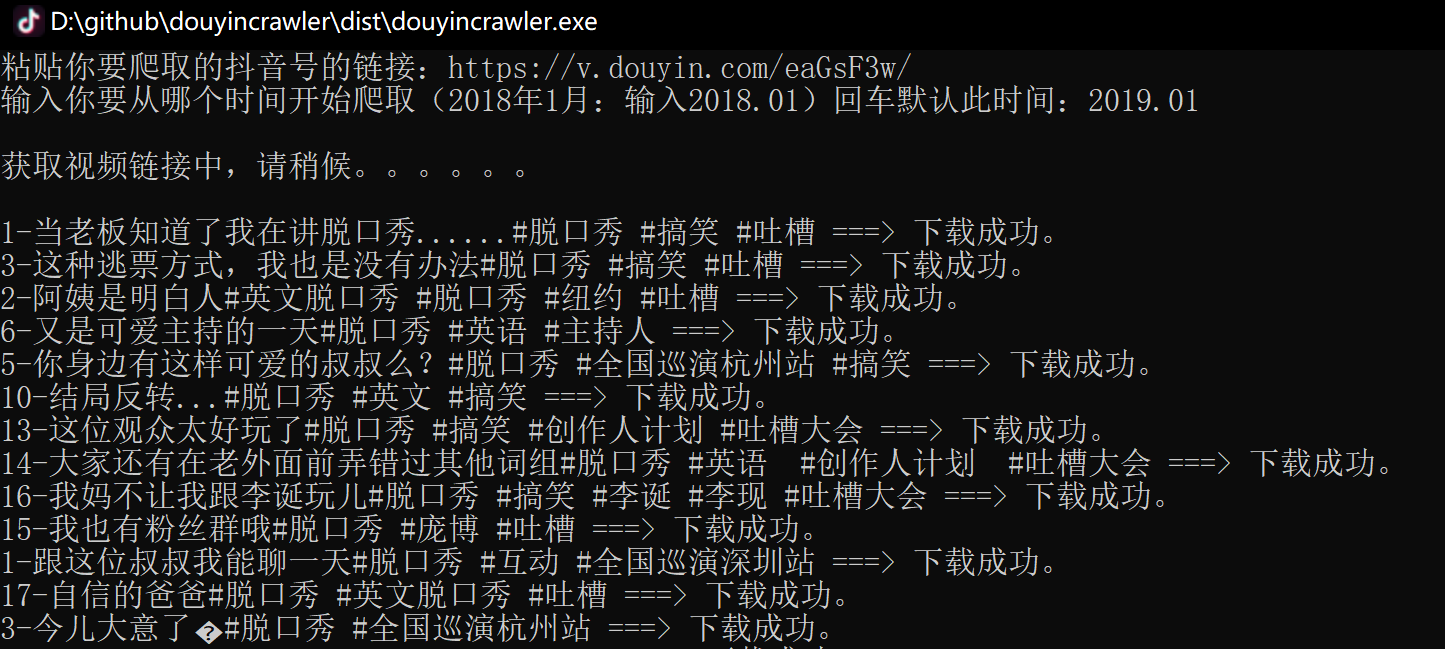 D:\github\douyincrawler\dist\douyincrawler.exe
粘贴你要爬取的抖音号的链接：https://v.douyin.com/eaGsF3w/
输入你要从哪个时间开始爬取（2018年1月：输入2018.01）回车默认此时间：2019.01
获取视频链接中，请稍候。。。。。。
1-当老板知道了我在讲脱口秀......#脱口秀 #搞笑 #吐槽 ===> 下载成功。
3-这种逃票方式，我也是没有办法#脱口秀 #搞笑 #吐槽 ===> 下载成功。
2-阿姨是明白人#英文脱口秀 #脱口秀 #纽约 #吐槽 ===> 下载成功。
6-又是可爱主持的一天#脱口秀 #英语 #主持人 ===> 下载成功。
5-你身边有这样可爱的叔叔么？#脱口秀 #全国巡演杭州站 #搞笑 ===> 下载成功。
10-结局反转...#脱口秀 #英文 #搞笑 ===> 下载成功。
13-这位观众太好玩了#脱口秀 #搞笑 #创作人计划 #吐槽大会 ===> 下载成功。
14-大家还有在老外面前弄错过其他词组#脱口秀 #英语  #创作人计划  #吐槽大会 ===> 下载成功。
16-我妈不让我跟李诞玩儿#脱口秀 #搞笑 #李诞 #李现 #吐槽大会 ===> 下载成功。
15-我也有粉丝群哦#脱口秀 #庞博 #吐槽 ===> 下载成功。
1-跟这位叔叔我能聊一天#脱口秀 #互动 #全国巡演深圳站 ===> 下载成功。
17-自信的爸爸#脱口秀 #英文脱口秀 #吐槽 ===> 下载成功。
3-今儿大意了�#脱口秀 #全国巡演杭州站 ===> 下载成功。